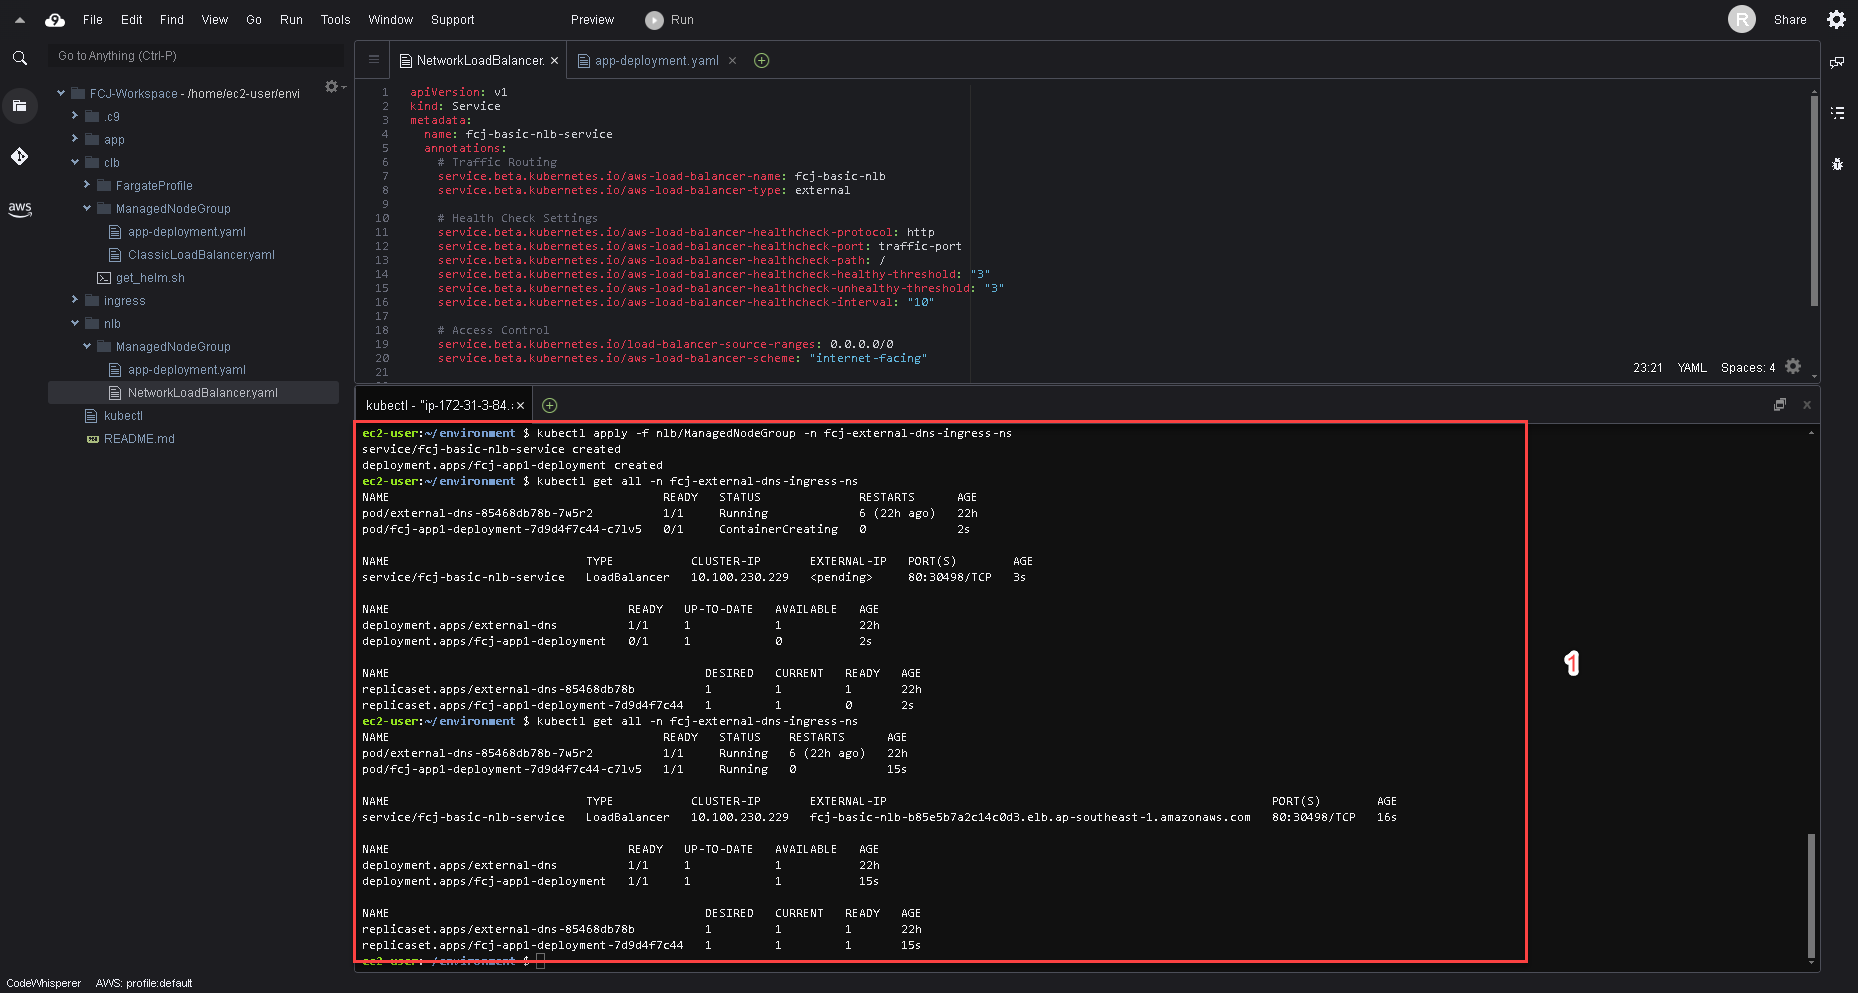 File Edit Find View Go Run Tools Window Support Preview Run R Share
Go to Anything (Ctrl-P)
FCJ-Workspace - /home/ec2-user/envi
.c9
app
clb
FargateProfile
ManagedNodeGroup
app-deployment.yaml
ClassicLoadBalancer.yaml
get_helm.sh
ingress
nlb
ManagedNodeGroup
app-deployment.yaml
NetworkLoadBalancer.yaml
kubectl
README.md
aws
NetworkLoadBalancer. app-deployment.yaml
1 apiVersion: v1
2 kind: Service
3 metadata:
4 name: fcj-basic-nlb-service
5 annotations:
6 # Traffic Routing
7 service.beta.kubernetes.io/aws-load-balancer-name: fcj-basic-nlb
8 service.beta.kubernetes.io/aws-load-balancer-type: external
9
10 # Health Check Settings
11 service.beta.kubernetes.io/aws-load-balancer-healthcheck-protocol: http
12 service.beta.kubernetes.io/aws-load-balancer-healthcheck-port: traffic-port
13 service.beta.kubernetes.io/aws-load-balancer-healthcheck-path: /
14 service.beta.kubernetes.io/aws-load-balancer-healthcheck-healthy-threshold: "3"
15 service.beta.kubernetes.io/aws-load-balancer-healthcheck-unhealthy-threshold: "3"
16 service.beta.kubernetes.io/aws-load-balancer-healthcheck-interval: "10"
17
18 # Access Control
19 service.beta.kubernetes.io/load-balancer-source-ranges: 0.0.0.0/0
20 service.beta.kubernetes.io/aws-load-balancer-scheme: "internet-facing"
21
23:21 YAML Spaces: 4
kubectl - "ip-172-31-3-84.
ec2-user:~/environment $ kubectl apply -f nlb/ManagedNodeGroup -n fcj-external-dns-ingress-ns
service/fcj-basic-nlb-service created
deployment.apps/fcj-app1-deployment created
ec2-user:~/environment $ kubectl get all -n fcj-external-dns-ingress-ns
NAME READY STATUS RESTARTS AGE
pod/external-dns-85468db78b-7w5r2 1/1 Running 6 (22h ago) 22h
pod/fcj-app1-deployment-7d9d4f7c44-c7lv5 0/1 ContainerCreating 0 2s
NAME TYPE CLUSTER-IP EXTERNAL-IP PORT(S) AGE
service/fcj-basic-nlb-service LoadBalancer 10.100.230.229 <pending> 80:30498/TCP 3s
NAME READY UP-TO-DATE AVAILABLE AGE
deployment.apps/external-dns 1/1 1 1 22h
deployment.apps/fcj-app1-deployment 0/1 1 0 2s
NAME DESIRED CURRENT READY AGE
replicaset.apps/external-dns-85468db78b 1 1 1 22h
replicaset.apps/fcj-app1-deployment-7d9d4f7c44 1 1 0 2s
ec2-user:~/environment $ kubectl get all -n fcj-external-dns-ingress-ns
NAME READY STATUS RESTARTS AGE
pod/external-dns-85468db78b-7w5r2 1/1 Running 6 (22h ago) 22h
pod/fcj-app1-deployment-7d9d4f7c44-c7lv5 1/1 Running 0 15s
NAME TYPE CLUSTER-IP EXTERNAL-IP PORT(S) AGE
service/fcj-basic-nlb-service LoadBalancer 10.100.230.229 fcj-basic-nlb-b85e5b7a2c14c0d3.elb.ap-southeast-1.amazonaws.com 80:30498/TCP 16s
NAME READY UP-TO-DATE AVAILABLE AGE
deployment.apps/external-dns 1/1 1 1 22h
deployment.apps/fcj-app1-deployment 1/1 1 1 15s
NAME DESIRED CURRENT READY AGE
replicaset.apps/external-dns-85468db78b 1 1 1 22h
replicaset.apps/fcj-app1-deployment-7d9d4f7c44 1 1 1 15s
ec2-user:~/environment $
1
CodeWhisperer AWS: profile:default